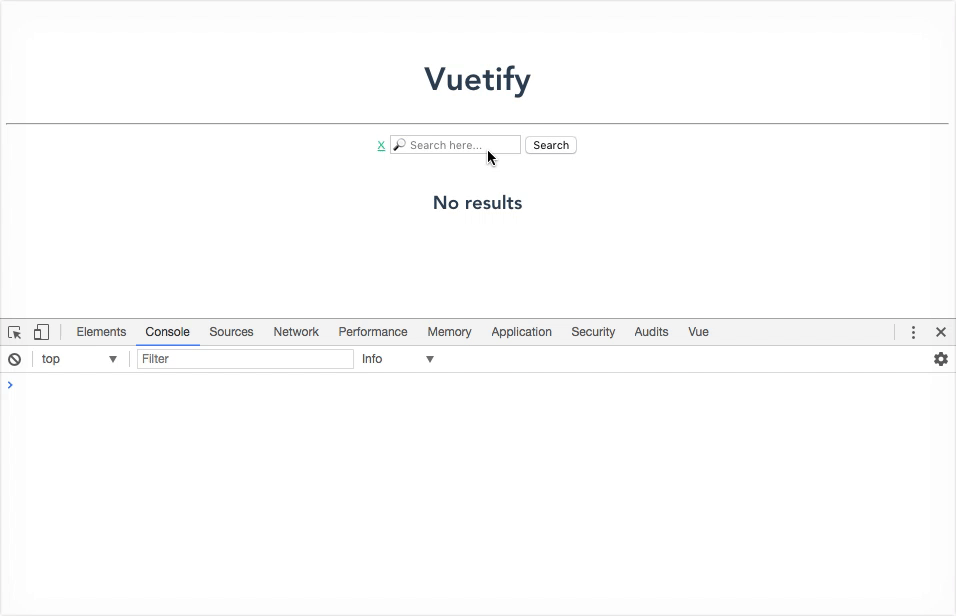 Vuetify
X Search here... Search
No results
Elements Console Sources Network Performance Memory Application Security Audits Vue
top Filter Info